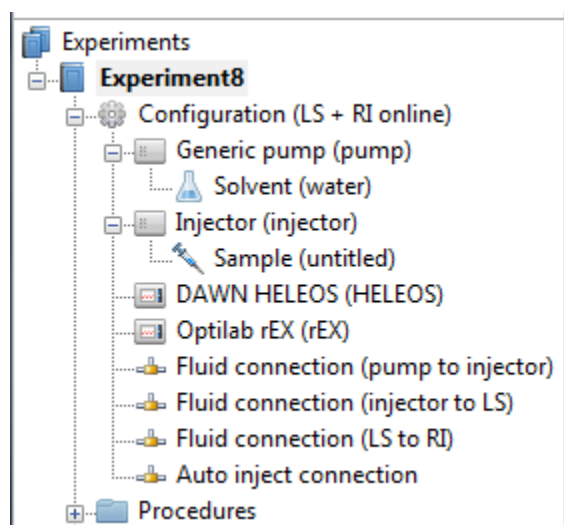 Experiments
Experiment8
Configuration (LS + RI online)
Generic pump (pump)
Solvent (water)
Injector (injector)
Sample (untitled)
DAWN HELEOS (HELEOS)
Optilab rEX (rEX)
Fluid connection (pump to injector)
Fluid connection (injector to LS)
Fluid connection (LS to RI)
Auto inject connection
Procedures